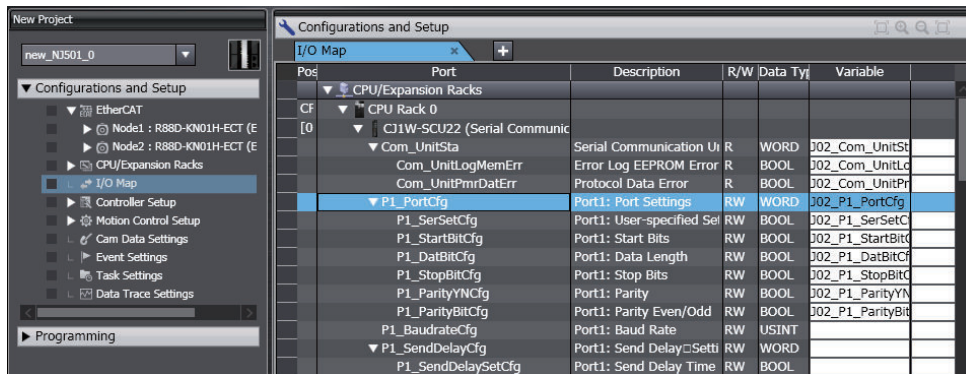 New Project
new_NJ501_0
Configurations and Setup
EtherCAT
Node1 : R88D-KN01H-ECT (E
Node2 : R88D-KN01H-ECT (E
CPU/Expansion Racks
I/O Map
Controller Setup
Motion Control Setup
Cam Data Settings
Event Settings
Task Settings
Data Trace Settings
Programming
Configurations and Setup
I/O Map
Pos Port Description R/W Data Typ Variable
CPU/Expansion Racks
CF CPU Rack 0
[0 CJ1W-SCU22 (Serial Communic
Com_UnitSta Serial Communication Ur R WORD J02_Com_UnitSt
Com_UnitLogMemErr Error Log EEPROM Error R BOOL J02_Com_UnitLo
Com_UnitPmrDatErr Protocol Data Error R BOOL J02_Com_UnitPr
P1_PortCfg Port1: Port Settings RW WORD J02_P1_PortCfg
P1_SerSetCfg Port1: User-specified Set RW BOOL J02_P1_SerSetC
P1_StartBitCfg Port1: Start Bits RW BOOL J02_P1_StartBit
P1_DatBitCfg Port1: Data Length RW BOOL J02_P1_DatBitCf
P1_StopBitCfg Port1: Stop Bits RW BOOL J02_P1_StopBitC
P1_ParityYNCfg Port1: Parity RW BOOL J02_P1_ParityYN
P1_ParityBitCfg Port1: Parity Even/Odd RW BOOL J02_P1_ParityBit
P1_BaudrateCfg Port1: Baud Rate RW USINT
P1_SendDelayCfg Port1: Send Delay□Setti RW WORD
P1_SendDelaySetCfg Port1: Send Delay Time RW BOOL